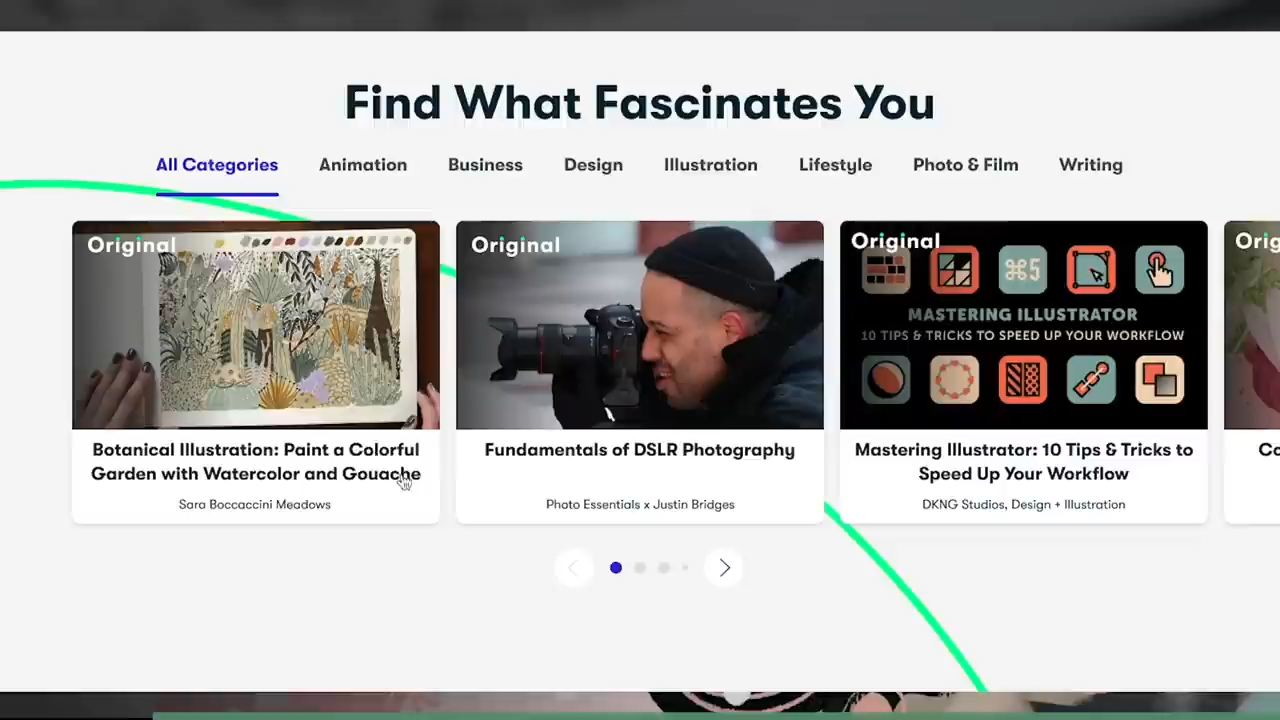 Find What Fascinates You
All Categories Animation Business Design Illustration Lifestyle Photo & Film Writing
Original
Botanical Illustration: Paint a Colorful
Garden with Watercolor and Gouache
Sara Boccaccini Meadows
Original
Fundamentals of DSLR Photography
Photo Essentials x Justin Bridges
Original
⌘5
MASTERING ILLUSTRATOR
10 TIPS & TRICKS TO SPEED UP YOUR WORKFLOW
Mastering Illustrator: 10 Tips & Tricks to
Speed Up Your Workflow
DKNG Studios, Design + Illustration
Orig
Co